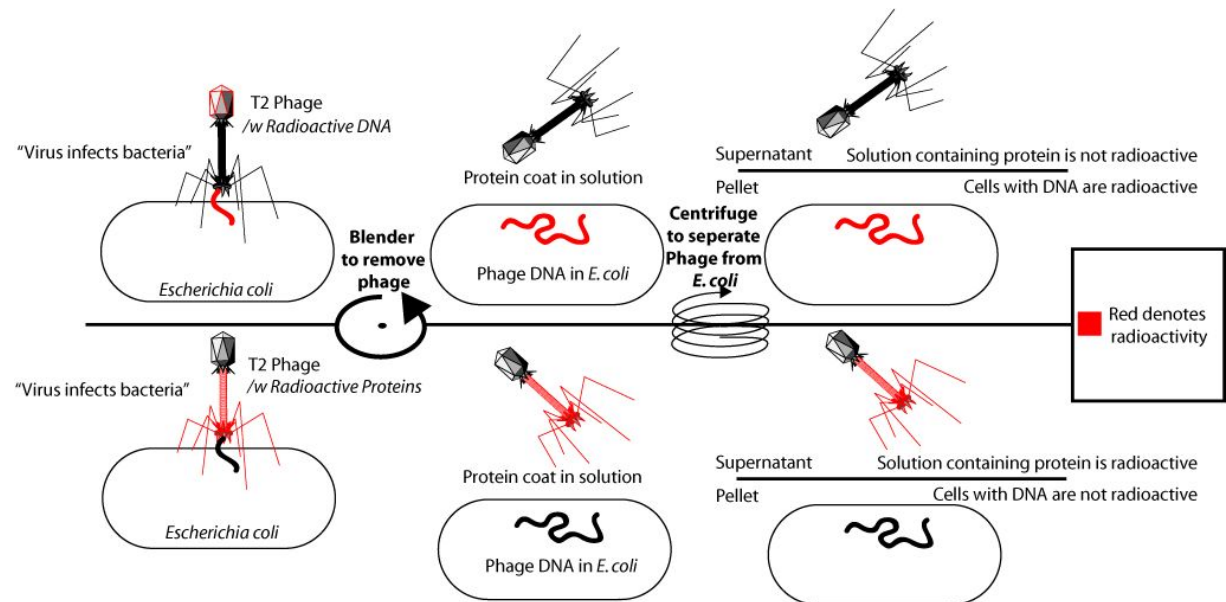 T2 Phage
/w Radioactive DNA
"Virus infects bacteria"
Escherichia coli
Blender
to remove
phage
Protein coat in solution
Phage DNA in E. coli
Centrifuge
to seperate
Phage from
E. coli
Supernatant Solution containing protein is not radioactive
Pellet Cells with DNA are radioactive
Red denotes
radioactivity
T2 Phage
/w Radioactive Proteins
"Virus infects bacteria"
Escherichia coli
Protein coat in solution
Phage DNA in E. coli
Supernatant Solution containing protein is radioactive
Pellet Cells with DNA are not radioactive